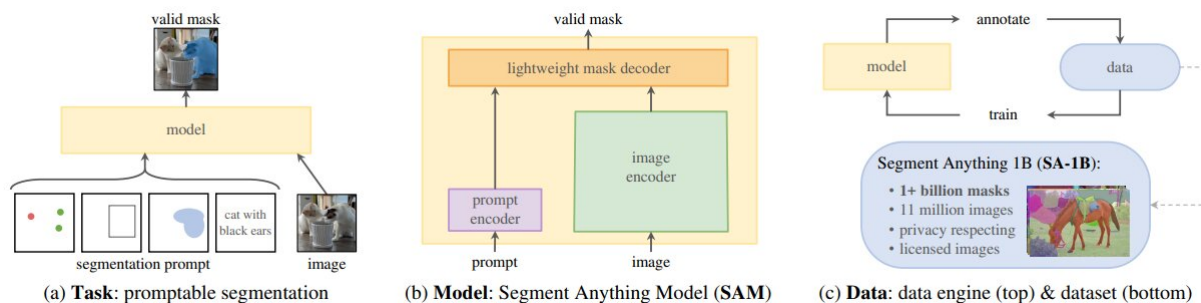 valid mask
model
cat with
black ears
segmentation prompt
image
(a) Task: promptable segmentation
valid mask
lightweight mask decoder
image
encoder
prompt
encoder
prompt
image
(b) Model: Segment Anything Model (SAM)
annotate
model
data
train
Segment Anything 1B (SA-1B):
• 1+ billion masks
• 11 million images
• privacy respecting
• licensed images
(c) Data: data engine (top) & dataset (bottom)